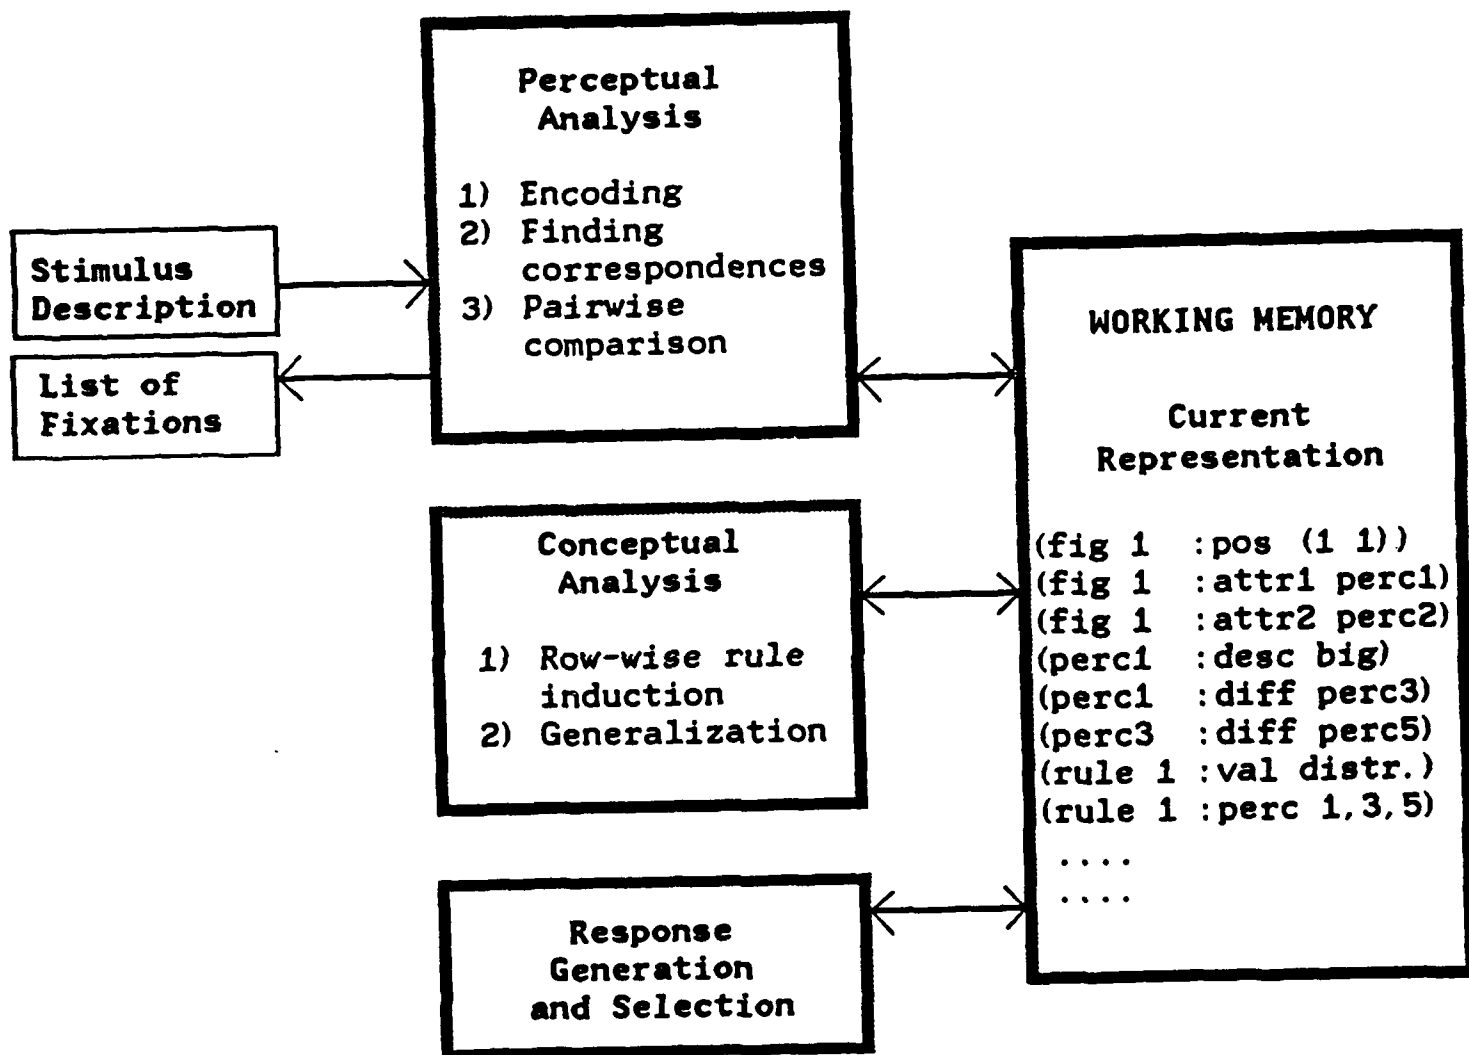 Perceptual
Analysis
1) Encoding
2) Finding
correspondences
3) Pairwise
comparison
Stimulus
Description
List of
Fixations
Conceptual
Analysis
1) Row-wise rule
induction
2) Generalization
Response
Generation
and Selection
WORKING MEMORY
Current
Representation
(fig 1 :pos (1 1))
(fig 1 :attr1 perc1)
(fig 1 :attr2 perc2)
(perc1 :desc big)
(perc1 :diff perc3)
(perc3 :diff perc5)
(rule 1 :val distr.)
(rule 1 :perc 1,3,5)
....
....